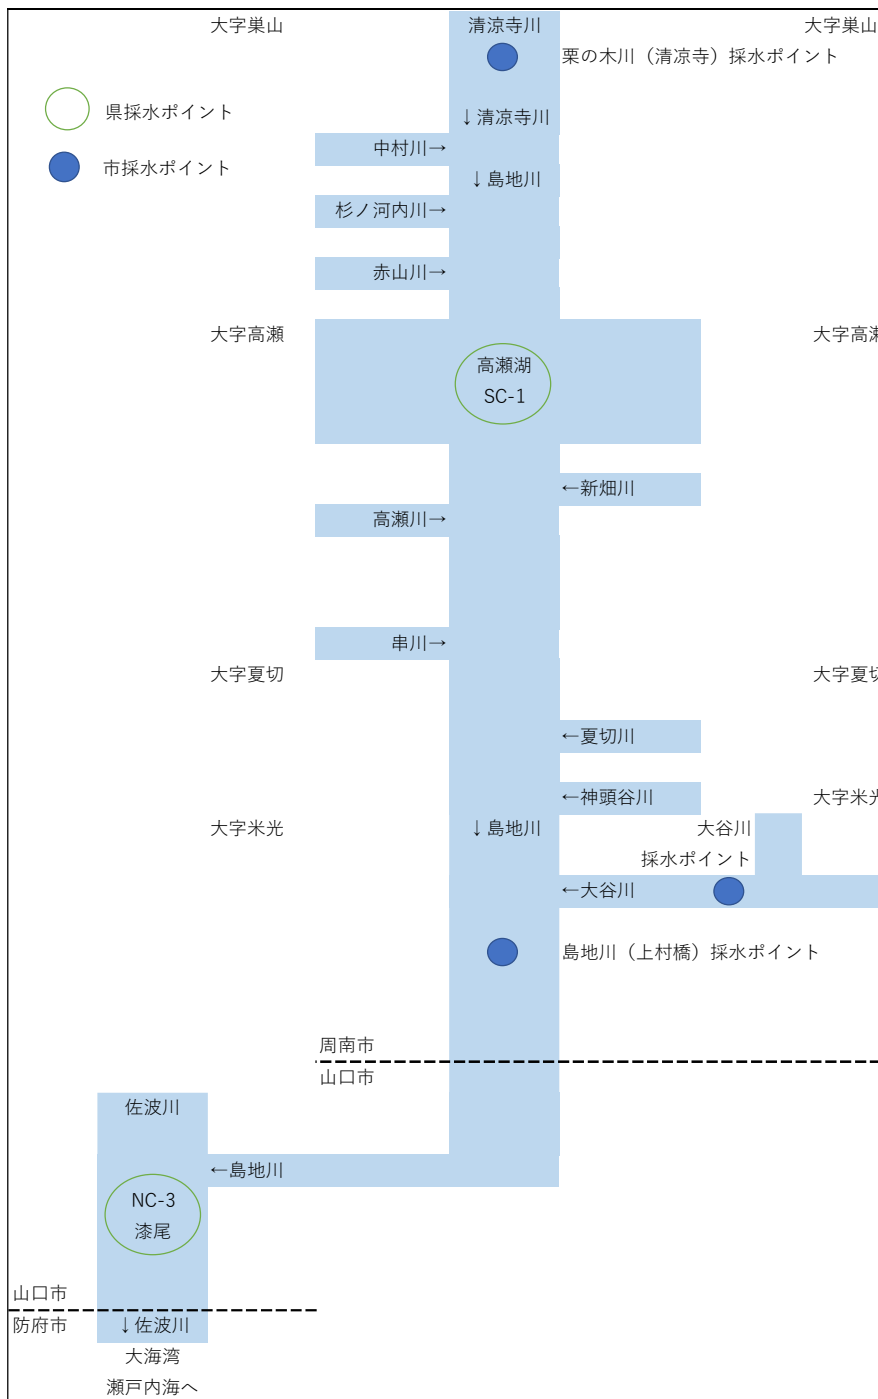 大字巣山
清涼寺川
大字巣山
栗の木川（清凉寺）採水ポイント
県採水ポイント
↓清凉寺川
中村川→
市採水ポイント
↓島地川
杉ノ河内川→
赤山川→
大字高瀬
大字高瀬
高瀬湖
SC-1
←新畑川
高瀬川→
串川→
大字夏切
大字夏切
←夏切川
←神頭谷川
大字米光
大字米光
↓島地川
大谷川
採水ポイント
←大谷川
島地川（上村橋）採水ポイント
周南市
山口市
佐波川
←島地川
NC-3
漆尾
山口市
防府市
↓佐波川
大海湾
瀬戸内海へ